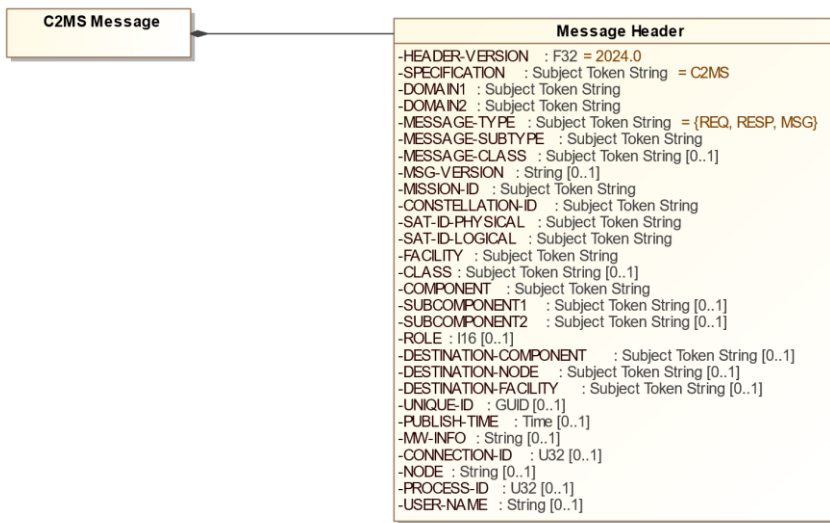 C2MS Message
Message Header
-HEADER-VERSION : F32 = 2024.0
-SPECIFICATION : Subject Token String = C2MS
-DOMAIN1 : Subject Token String
-DOMAIN2 : Subject Token String
-MESSAGE-TYPE : Subject Token String = {REQ, RESP, MSG}
-MESSAGE-SUBTYPE : Subject Token String
-MESSAGE-CLASS : Subject Token String [0..1]
-MSG-VERSION : String [0..1]
-MISSION-ID : Subject Token String
-CONSTELLATION-ID : Subject Token String
-SAT-ID-PHYSICAL : Subject Token String
-SAT-ID-LOGICAL : Subject Token String
-FACILITY : Subject Token String
-CLASS : Subject Token String [0..1]
-COMPONENT : Subject Token String
-SUBCOMPONENT1 : Subject Token String [0..1]
-SUBCOMPONENT2 : Subject Token String [0..1]
-ROLE : I16 [0..1]
-DESTINATION-COMPONENT : Subject Token String [0..1]
-DESTINATION-NODE : Subject Token String [0..1]
-DESTINATION-FACILITY : Subject Token String [0..1]
-UNIQUE-ID : GUID [0..1]
-PUBLISH-TIME : Time [0..1]
-MW-INFO : String [0..1]
-CONNECTION-ID : U32 [0..1]
-NODE : String [0..1]
-PROCESS-ID : U32 [0..1]
-USER-NAME : String [0..1]